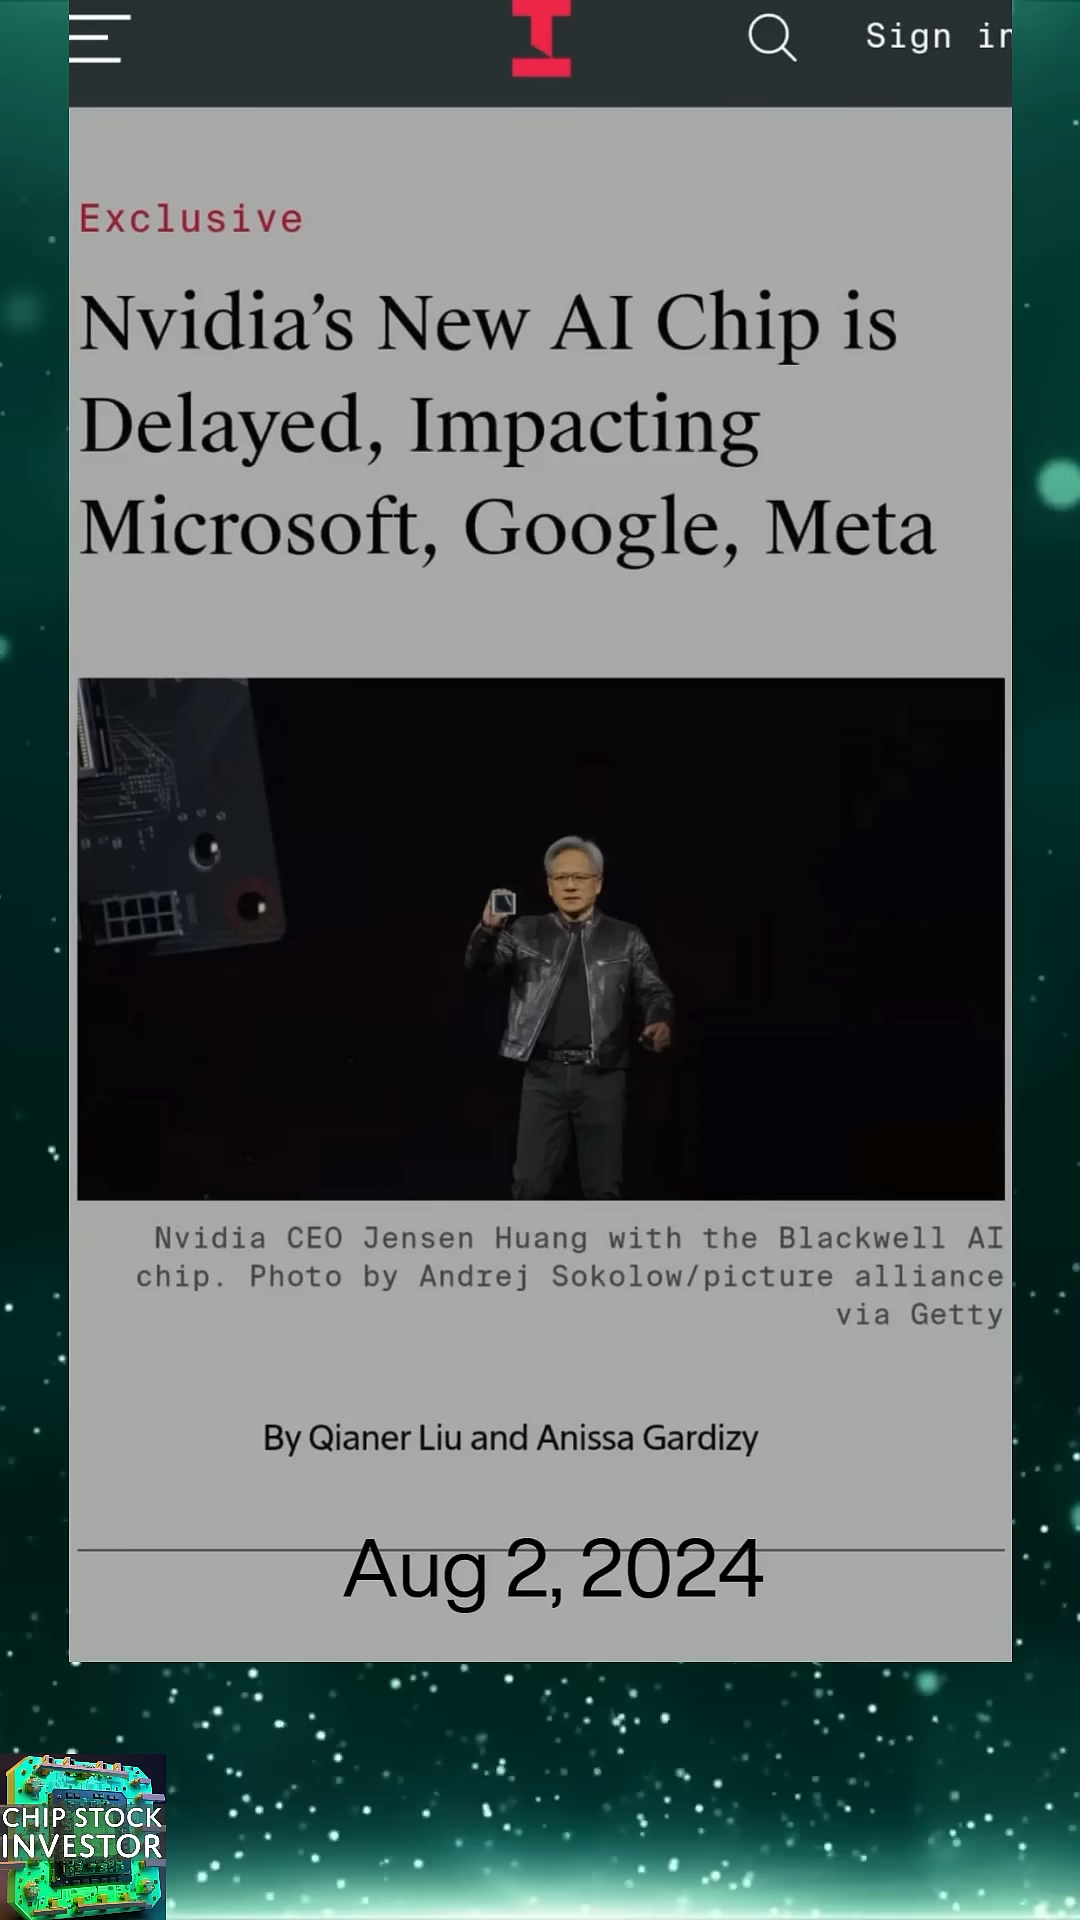 Sign in
Exclusive
Nvidia’s New AI Chip is
Delayed, Impacting
Microsoft, Google, Meta
Nvidia CEO Jensen Huang with the Blackwell AI
chip. Photo by Andrej Sokolow/picture alliance
via Getty
By Qianer Liu and Anissa Gardizy
Aug 2, 2024
CHIP STOCK
INVESTOR